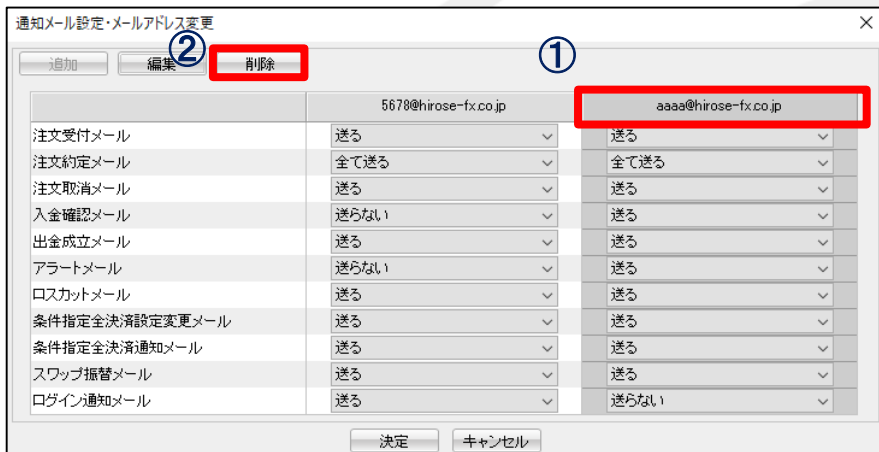 通知メール設定・メールアドレス変更
② ①
追加 編集 削除
5678@hirose-fx.co.jp aaaa@hirose-fx.co.jp
注文受付メール 送る 送る
注文約定メール 全て送る 全て送る
注文取消メール 送る 送る
入金確認メール 送らない 送る
出金成立メール 送る 送る
アラートメール 送らない 送る
ロスカットメール 送る 送る
条件指定全決済設定変更メール 送る 送る
条件指定全決済通知メール 送る 送る
スワップ振替メール 送る 送る
ログイン通知メール 送る 送らない
決定 キャンセル